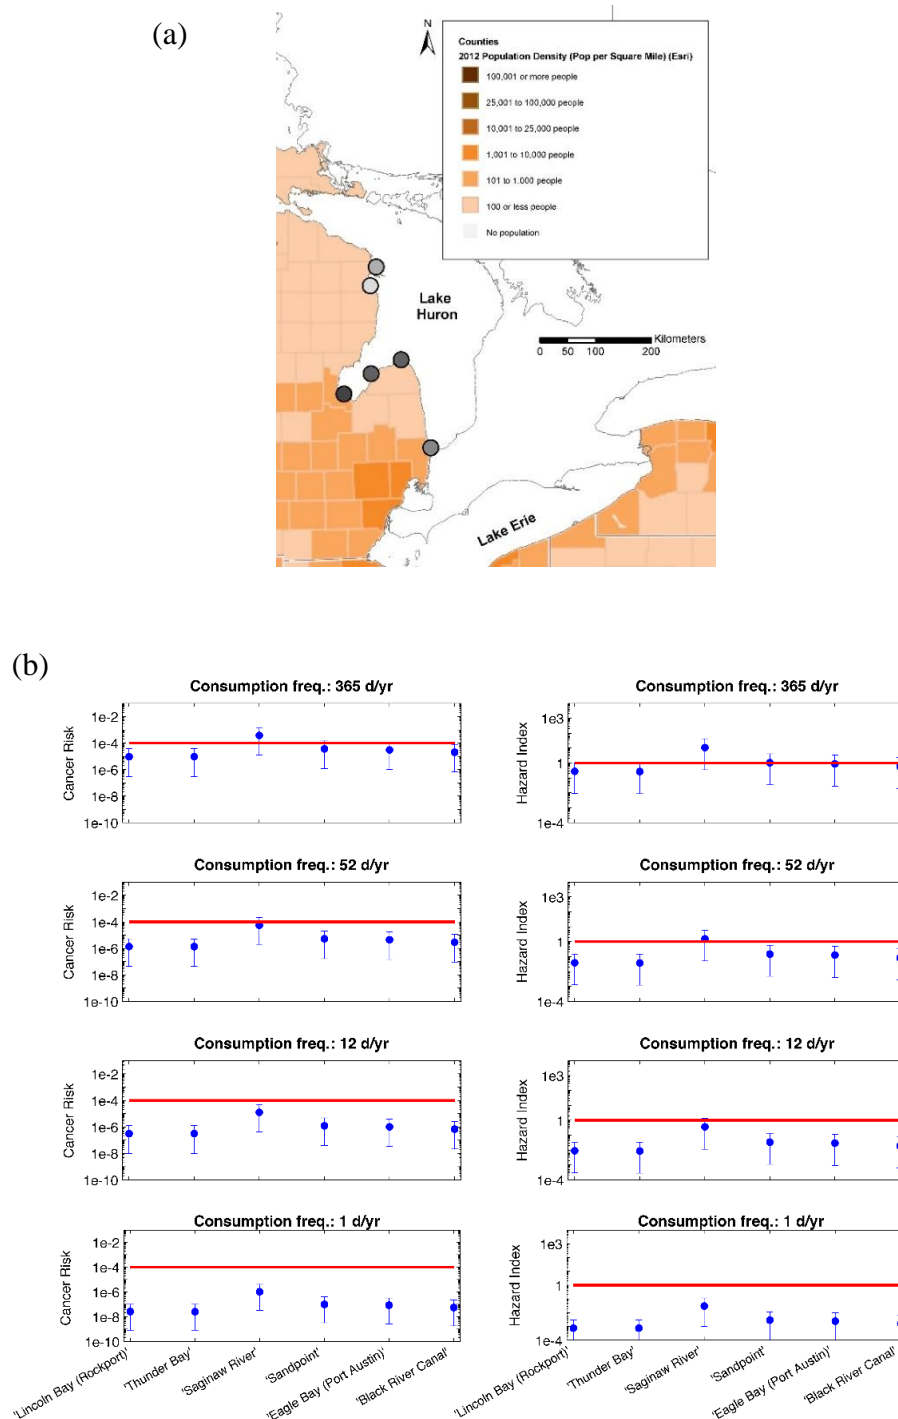 (a)
N
Counties
2012 Population Density (Pop per Square Mile) (Esri)
100,001 or more people
25,001 to 100,000 people
10,001 to 25,000 people
1,001 to 10,000 people
101 to 1,000 people
100 or less people
No population
Lake
Huron
Kilometers
0 50 100 200
Lake Erie
(b)
Consumption freq.: 365 d/yr
Cancer Risk
1e-2
1e-4
1e-6
1e-8
1e-10
Consumption freq.: 365 d/yr
Hazard Index
1e3
1
1e-4
Consumption freq.: 52 d/yr
Cancer Risk
1e-2
1e-4
1e-6
1e-8
1e-10
Consumption freq.: 52 d/yr
Hazard Index
1e3
1
1e-4
Consumption freq.: 12 d/yr
Cancer Risk
1e-2
1e-4
1e-6
1e-8
1e-10
Consumption freq.: 12 d/yr
Hazard Index
1e3
1
1e-4
Consumption freq.: 1 d/yr
Cancer Risk
1e-2
1e-4
1e-6
1e-8
1e-10
'Lincoln Bay (Rockport)'
'Thunder Bay'
'Saginaw River'
'Sandpoint'
'Eagle Bay (Port Austin)'
'Black River Canal'
Consumption freq.: 1 d/yr
Hazard Index
1e3
1
1e-4
'Lincoln Bay (Rockport)'
'Thunder Bay'
'Saginaw River'
'Sandpoint'
'Eagle Bay (Port Austin)'
'Black River Canal'